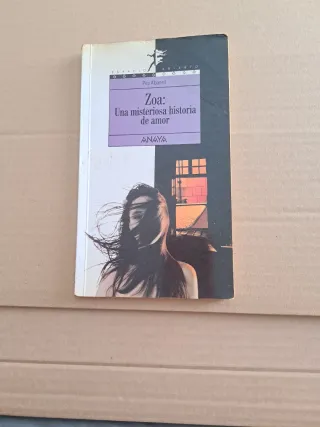 Zoa:
Una misteriosa historia
de amor
ANAYA